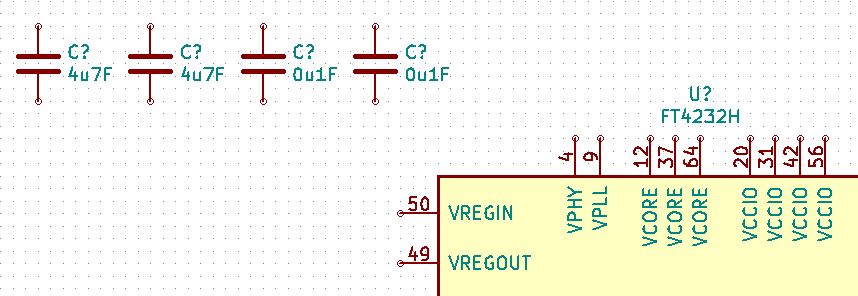 C? C? C? C?
4u7F 4u7F 0u1F 0u1F
U?
FT4232H
4 9 12 37 64 20 31 42 56
50 VREGIN VPHY VPLL VCORE VCORE VCORE VCCIO VCCIO VCCIO VCCIO
49 VREGOUT